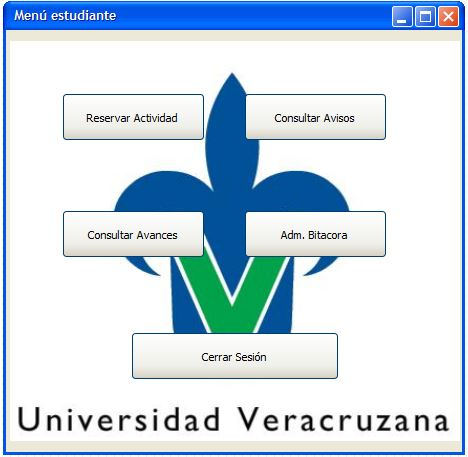 Menú estudiante
Reservar Actividad
Consultar Avisos
Consultar Avances
Adm. Bitacora
Cerrar Sesión
Universidad Veracruzana